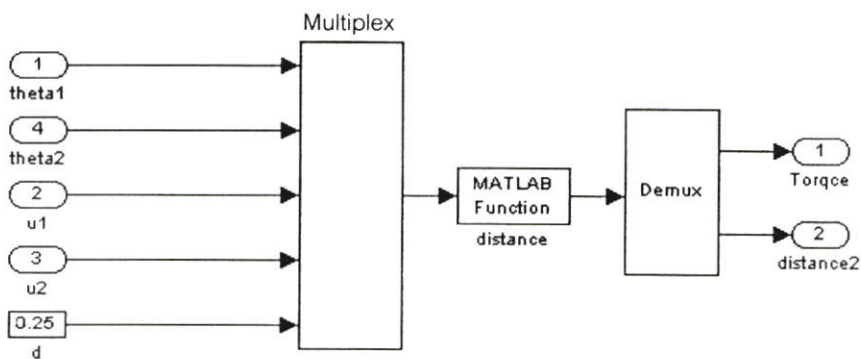 Multiplex
1
theta1
4
theta2
2
u1
3
u2
0.25
d
MATLAB
Function
distance
Demux
1
Torqce
2
distance2